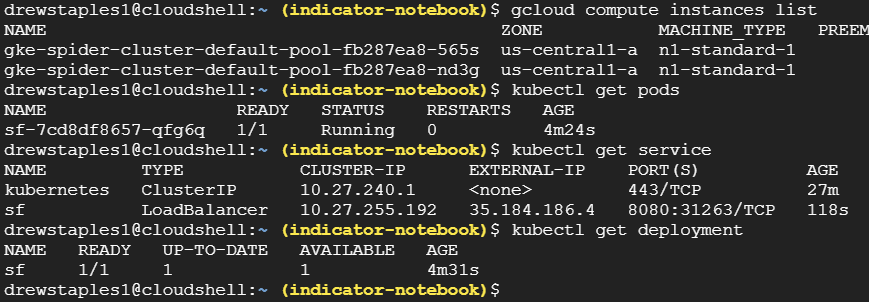 drewstaples1@cloudshell:~ (indicator-notebook)$ gcloud compute instances list
NAME ZONE MACHINE_TYPE PREEM
gke-spider-cluster-default-pool-fb287ea8-565s us-central1-a n1-standard-1
gke-spider-cluster-default-pool-fb287ea8-nd3g us-central1-a n1-standard-1
drewstaples1@cloudshell:~ (indicator-notebook)$ kubectl get pods
NAME READY STATUS RESTARTS AGE
sf-7cd8df8657-qfg6q 1/1 Running 0 4m24s
drewstaples1@cloudshell:~ (indicator-notebook)$ kubectl get service
NAME TYPE CLUSTER-IP EXTERNAL-IP PORT(S) AGE
kubernetes ClusterIP 10.27.240.1 <none> 443/TCP 27m
sf LoadBalancer 10.27.255.192 35.184.186.4 8080:31263/TCP 118s
drewstaples1@cloudshell:~ (indicator-notebook)$ kubectl get deployment
NAME READY UP-TO-DATE AVAILABLE AGE
sf 1/1 1 1 4m31s
drewstaples1@cloudshell:~ (indicator-notebook)$